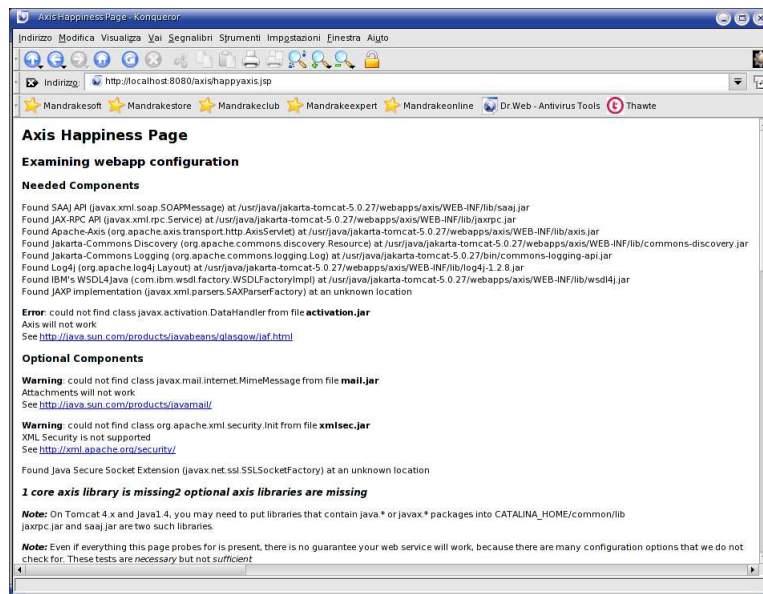 Axis Happiness Page - Konqueror
Indirizzo Modifica Visualizza Vai Segnalibri Strumenti Impostazioni Finestra Aiuto
Indirizzo: http://localhost:8080/axis/happyaxis.jsp
Mandrakesoft Mandrakestore Mandrakeclub Mandrakeexpert Mandrakeonline Dr.Web - Antivirus Tools Thawte
Axis Happiness Page
Examining webapp configuration
Needed Components
Found SAAJ API (javax.xml.soap.SOAPMessage) at /usr/java/jakarta-tomcat-5.0.27/webapps/axis/WEB-INF/lib/saaj.jar
Found JAX-RPC API (javax.xml.rpc.Service) at /usr/java/jakarta-tomcat-5.0.27/webapps/axis/WEB-INF/lib/jaxrpc.jar
Found Apache-Axis (org.apache.axis.transport.http.AxisServlet) at /usr/java/jakarta-tomcat-5.0.27/webapps/axis/WEB-INF/lib/axis.jar
Found Jakarta-Commons Discovery (org.apache.commons.discovery.Resource) at /usr/java/jakarta-tomcat-5.0.27/webapps/axis/WEB-INF/lib/commons-discovery.jar
Found Jakarta-Commons Logging (org.apache.commons.logging.Log) at /usr/java/jakarta-tomcat-5.0.27/bin/commons-logging-api.jar
Found Log4j (org.apache.log4j.Layout) at /usr/java/jakarta-tomcat-5.0.27/webapps/axis/WEB-INF/lib/log4j-1.2.8.jar
Found IBM's WSDL4Java (com.ibm.wsdl.factory.WSDLFactoryImpl) at /usr/java/jakarta-tomcat-5.0.27/webapps/axis/WEB-INF/lib/wsdl4j.jar
Found JAXP implementation (javax.xml.parsers.SAXParserFactory) at an unknown location
Error: could not find class javax.activation.DataHandler from file activation.jar
Axis will not work
See http://java.sun.com/products/javabeans/glasgow/jaf.html
Optional Components
Warning: could not find class javax.mail.internet.MimeMessage from file mail.jar
Attachments will not work
See http://java.sun.com/products/javamail/
Warning: could not find class org.apache.xml.security.Init from file xmlsec.jar
XML Security is not supported
See http://xml.apache.org/security/
Found Java Secure Socket Extension (javax.net.ssl.SSLSocketFactory) at an unknown location
1 core axis library is missing2 optional axis libraries are missing
Note: On Tomcat 4.x and Java1.4, you may need to put libraries that contain java.* or javax.* packages into CATALINA_HOME/common/lib
jaxrpc.jar and saaj.jar are two such libraries.
Note: Even if everything this page probes for is present, there is no guarantee your web service will work, because there are many configuration options that we do not
check for. These tests are necessary but not sufficient